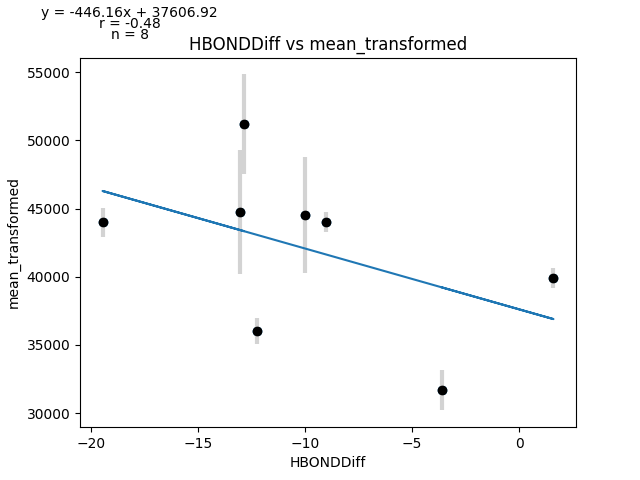 y = -446.16x + 37606.92
r = -0.48
n = 8
HBONDDiff vs mean_transformed
55000
50000
45000
40000
35000
30000
mean_transformed
−20
−15
−10
−5
0
HBONDDiff